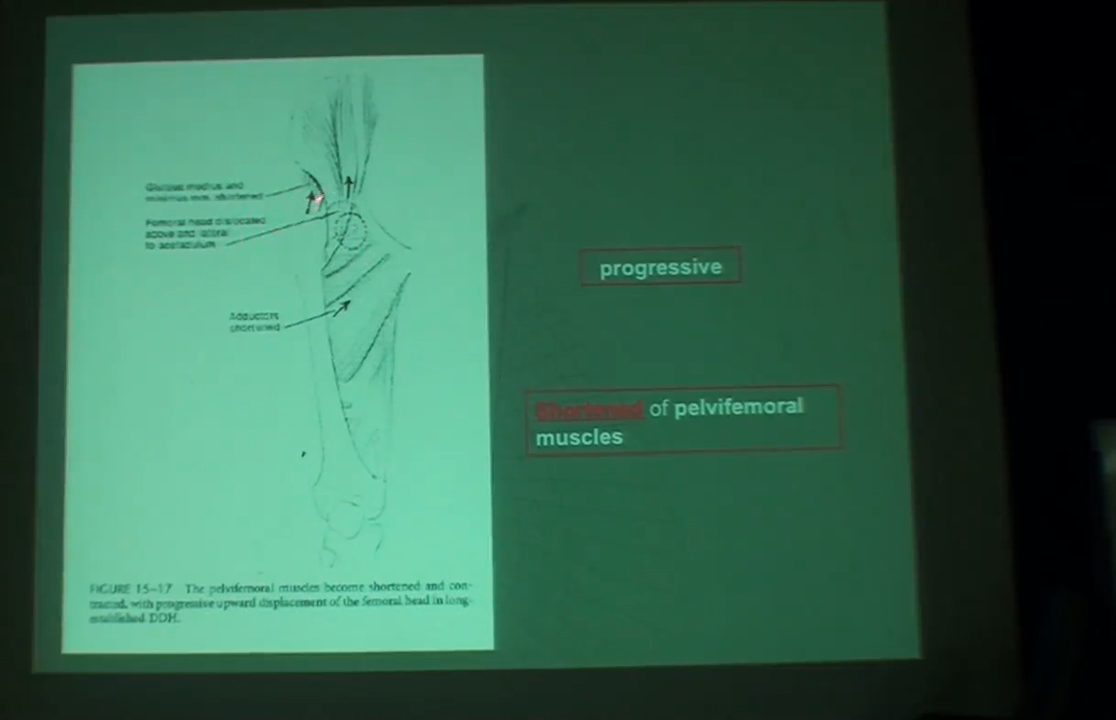 Gluteus medius and
minimus mm. shortened
Femoral head dislocated
above and lateral
to acetabulum
Adductors
shortened
progressive
Shortened of pelvifemoral
muscles
FIGURE 15–17 The pelvifemoral muscles become shortened and con-
tracted, with progressive upward displacement of the femoral head in long-
established DDH.